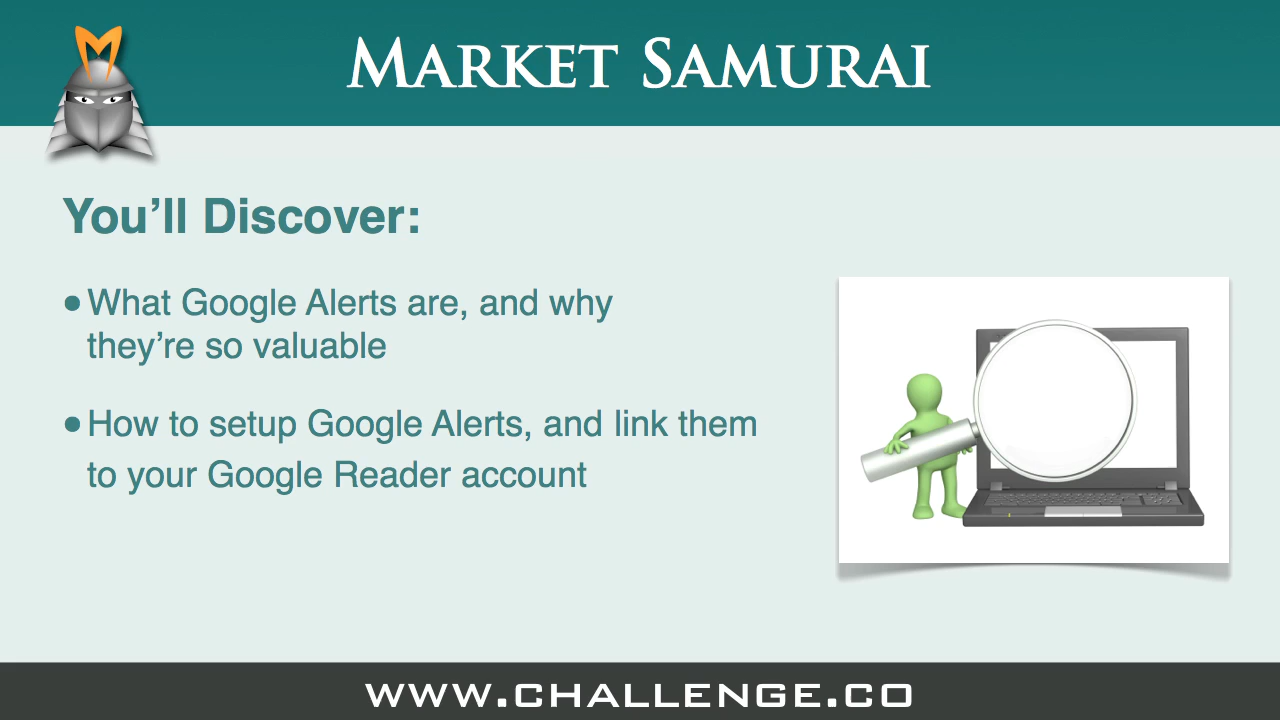 MARKET SAMURAI
You’ll Discover:
•What Google Alerts are, and why
they’re so valuable
•How to setup Google Alerts, and link them
to your Google Reader account
WWW.CHALLENGE.CO